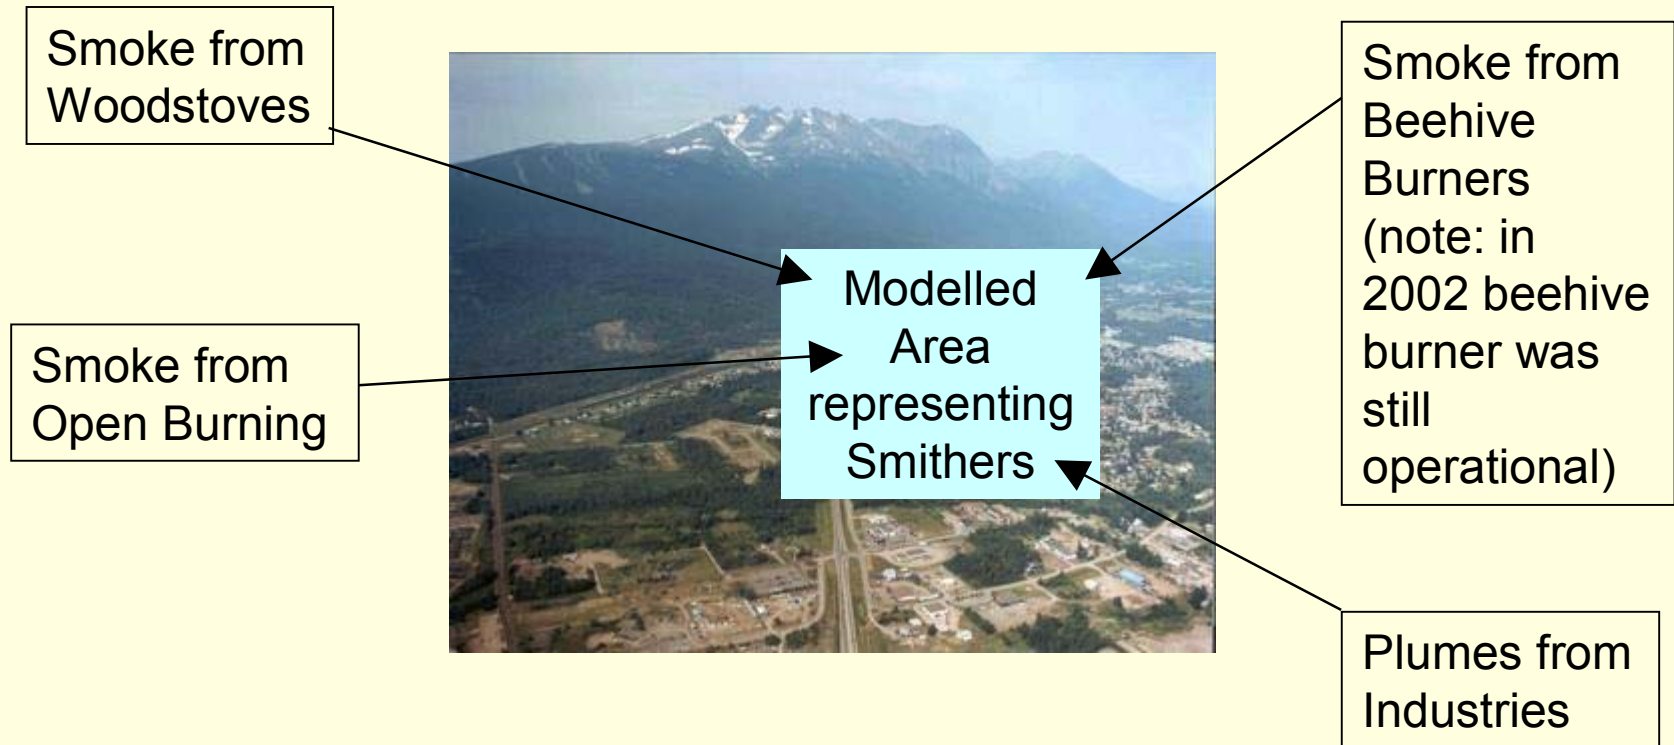 Smoke from
Woodstoves
Smoke from
Open Burning
Modelled
Area
representing
Smithers
Smoke from
Beehive
Burners
(note: in
2002 beehive
burner was
still
operational)
Plumes from
Industries